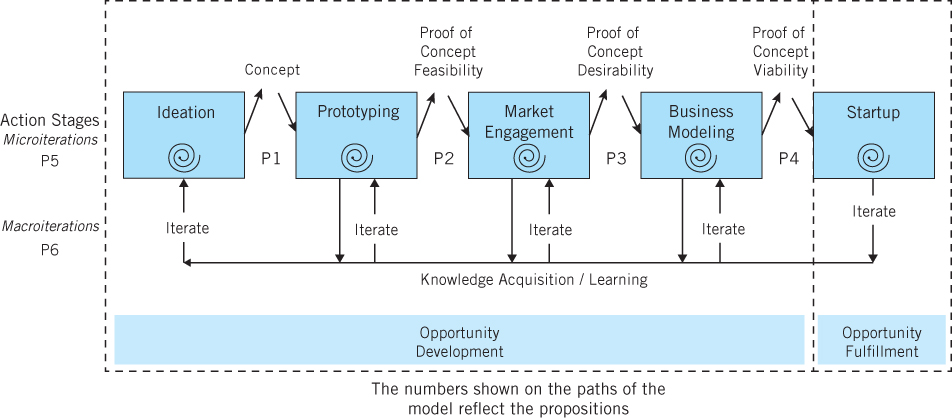 Concept
Proof of
Concept
Feasibility
Proof of
Concept
Desirability
Proof of
Concept
Viability
Action Stages
Microiterations
P5
Ideation
P1
Prototyping
P2
Market
Engagement
P3
Business
Modeling
P4
Startup
Macroiterations
P6
Iterate
Iterate
Iterate
Iterate
Iterate
Knowledge Acquisition / Learning
Opportunity
Development
Opportunity
Fulfillment
The numbers shown on the paths of the
model reflect the propositions